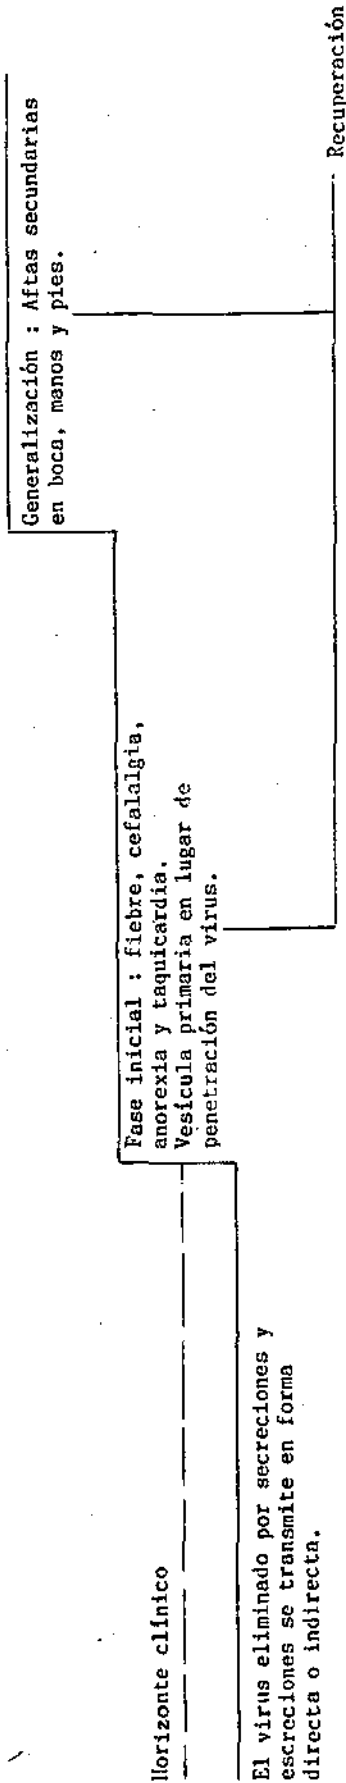 Horizonte clínico
El virus eliminado por secreciones y
escreciones se transmite en forma
directa o indirecta.
Fase inicial : fiebre, cefalalgia,
anorexia y taquicardia.
Vesícula primaria en lugar de
penetración del virus.
Generalización : Aftas secundarias
en boca, manos y pies.
Recuperación